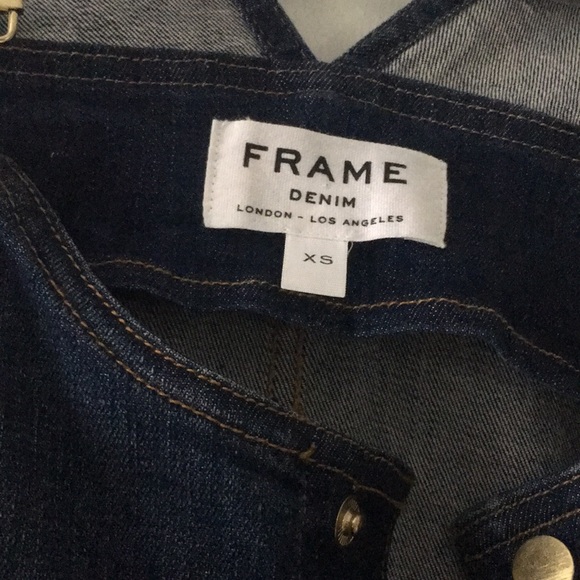 FRAME
DENIM
LONDON - LOS ANGELES
XS